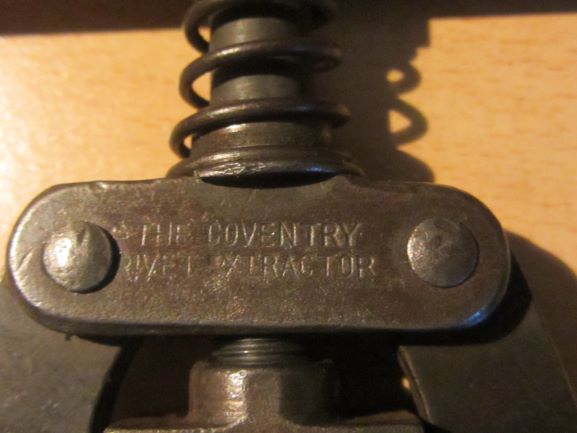 THE COVENTRY
RIVET EXTRACTOR